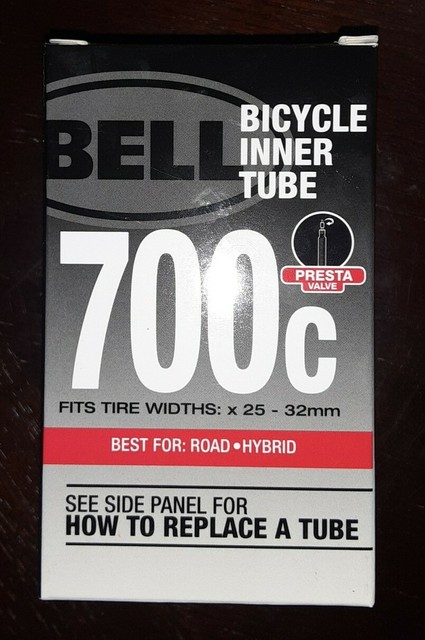 BELL
BICYCLE
INNER
TUBE
700c
PRESTA
VALVE
FITS TIRE WIDTHS: x 25 - 32mm
BEST FOR: ROAD•HYBRID
SEE SIDE PANEL FOR
HOW TO REPLACE A TUBE